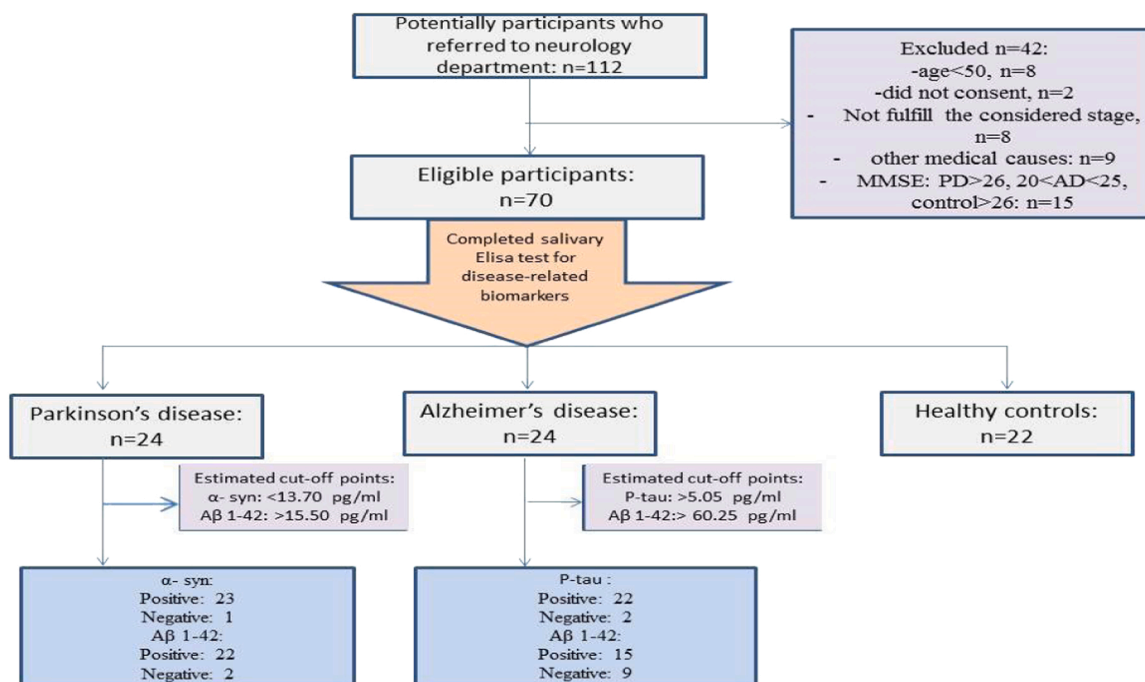 Potentially participants who
referred to neurology
department: n=112
Excluded n=42:
-age<50, n=8
-did not consent, n=2
- Not fulfill the considered stage,
n=8
- other medical causes: n=9
- MMSE: PD>26, 20<AD<25,
control>26: n=15
Eligible participants:
n=70
Completed salivary
Elisa test for
disease-related
biomarkers
Parkinson's disease:
n=24
Alzheimer's disease:
n=24
Healthy controls:
n=22
Estimated cut-off points:
α- syn: <13.70 pg/ml
Aβ 1-42: >15.50 pg/ml
Estimated cut-off points:
P-tau: >5.05 pg/ml
Aβ 1-42:> 60.25 pg/ml
α- syn:
Positive: 23
Negative: 1
Aβ 1-42:
Positive: 22
Negative: 2
P-tau :
Positive: 22
Negative: 2
Aβ 1-42:
Positive: 15
Negative: 9